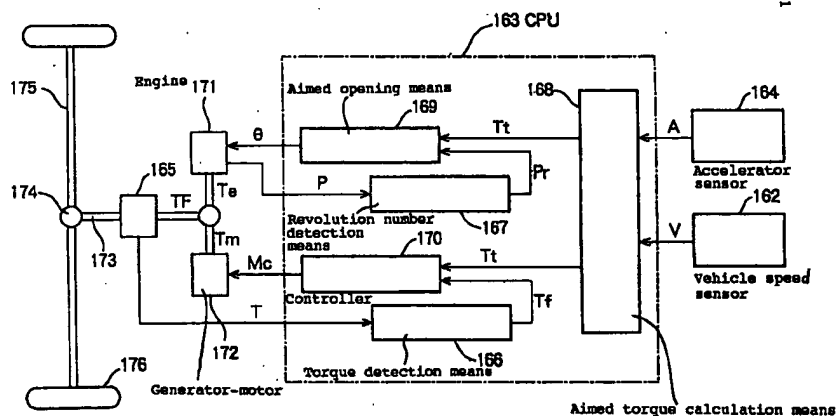 1
163 CPU
175
Engine
171
Aimed opening means
169
168
164
θ
Tt
A
165
Accelerator
sensor
174
TF
Te
P
Pr
Revolution number
detection
means
167
162
173
Tm
170
Tt
V
Mc
Controller
Tf
Vehicle speed
sensor
T
172
166
176
Torque detection means
Generator-motor
Aimed torque calculation means